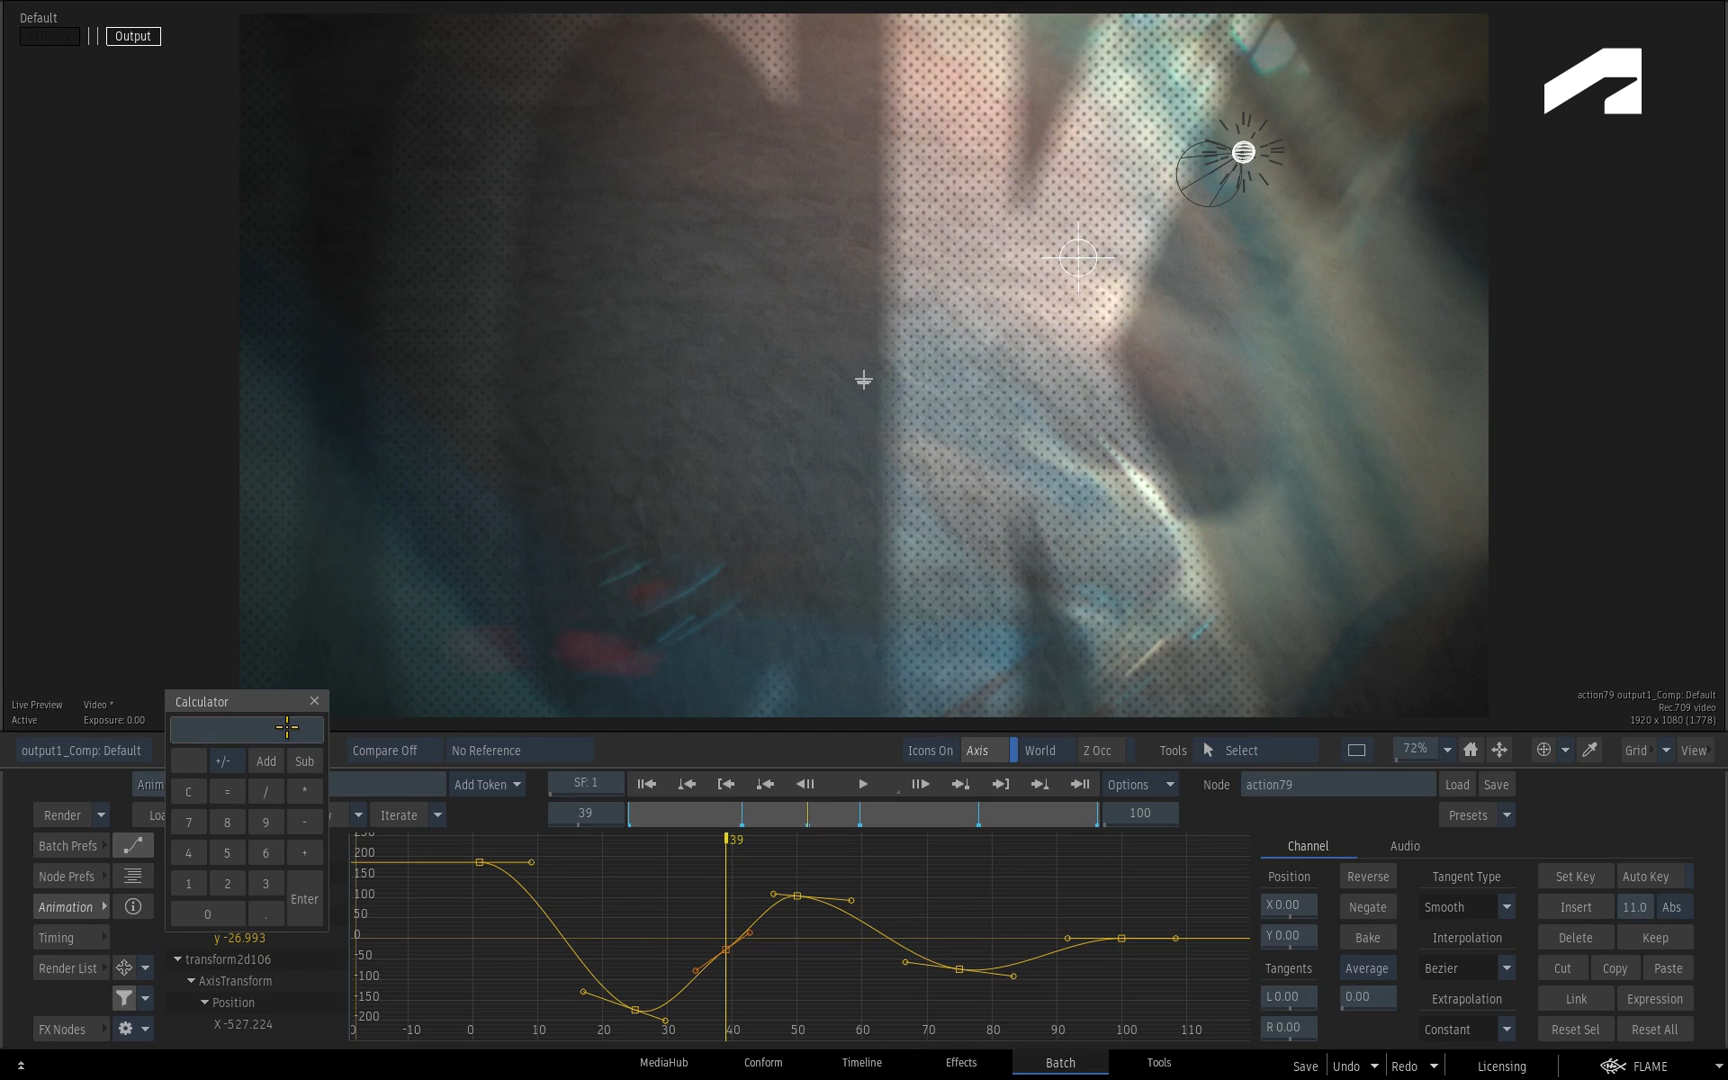 Default
Output
Live Preview
Active
Video *
Exposure: 0.00
action79 output1_Comp: Default
Rec.709 video
1920 x 1080 (1.778)
Calculator
+/-
Add
Sub
C
=
/
*
7
8
9
-
4
5
6
+
1
2
3
Enter
0
.
output1_Comp: Default
Compare Off
No Reference
Icons On
Axis
World
Z Occ
Tools
Select
72%
Grid
View
Anim
Add Token
SF: 1
Options
Node
action79
Load
Save
Render
Loa
Iterate
39
100
Presets
Batch Prefs
Node Prefs
Animation
Timing
Render List
FX Nodes
y -26.993
transform2d106
AxisTransform
Position
X -527.224
39
250
200
150
100
50
0
-50
-100
-150
-200
-10
0
10
20
30
40
50
60
70
80
90
100
110
Channel
Audio
Position
Reverse
Tangent Type
Set Key
Auto Key
X 0.00
Negate
Smooth
Insert
11.0
Abs
Y 0.00
Bake
Interpolation
Delete
Keep
Tangents
Average
Bezier
Cut
Copy
Paste
L 0.00
0.00
Extrapolation
Link
Expression
R 0.00
Constant
Reset Sel
Reset All
MediaHub
Conform
Timeline
Effects
Batch
Tools
Save
Undo
Redo
Licensing
FLAME